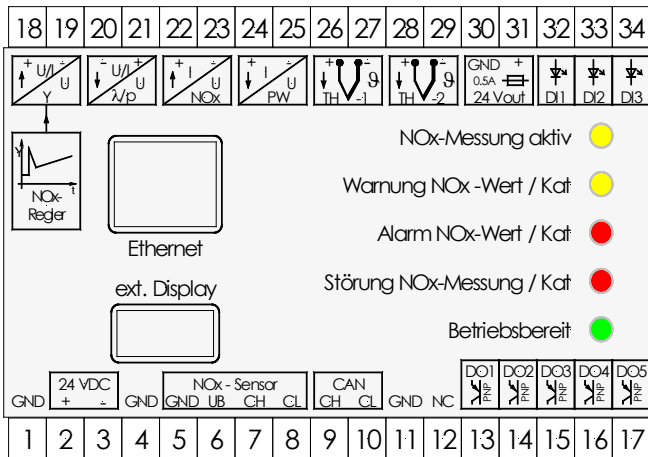 18 19 20 21 22 23 24 25 26 27 28 29 30 31 32 33 34
+ U/I - U Y
- U/I + U λ/p
+ I - U NOx
+ I - U PW
+ - ϑ TH -1
+ - ϑ TH -2
GND +
0.5A
24 Vout
DI1 DI2 DI3
Y t
NOx-
Regler
NOx-Messung aktiv
Warnung NOx -Wert / Kat
Alarm NOx-Wert / Kat
Störung NOx-Messung / Kat
Betriebsbereit
Ethernet
ext. Display
DO1 DO2 DO3 DO4 DO5
PNP PNP PNP PNP PNP
24 VDC NOx - Sensor CAN
GND + - GND GND UB CH CL CH CL GND NC
1 2 3 4 5 6 7 8 9 10 11 12 13 14 15 16 17